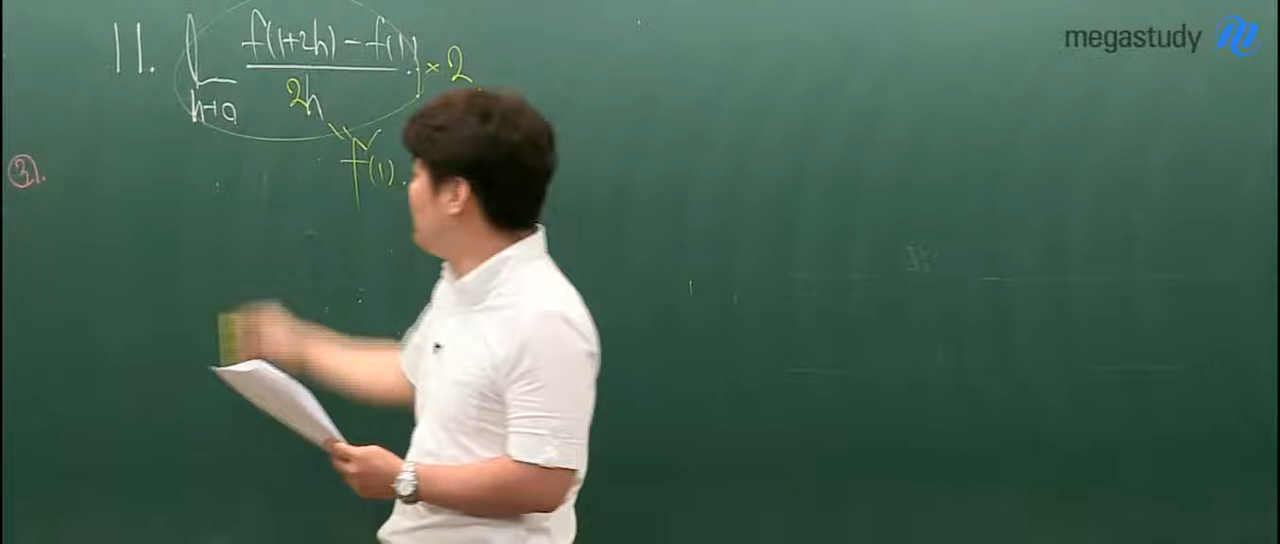 megastudy
11. lim h→0 f(1+2h) - f(1) / 2h × 2
f'(1)
③.